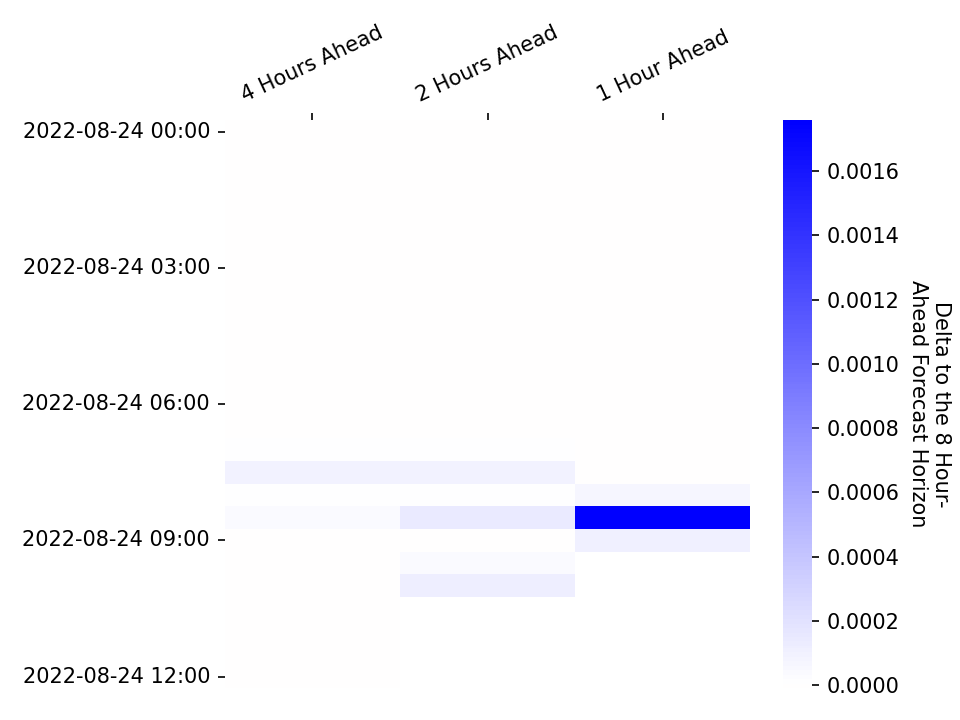 4 Hours Ahead
2 Hours Ahead
1 Hour Ahead
2022-08-24 00:00
2022-08-24 03:00
2022-08-24 06:00
2022-08-24 09:00
2022-08-24 12:00
0.0016
0.0014
0.0012
0.0010
0.0008
0.0006
0.0004
0.0002
0.0000
Delta to the 8 Hour-
Ahead Forecast Horizon